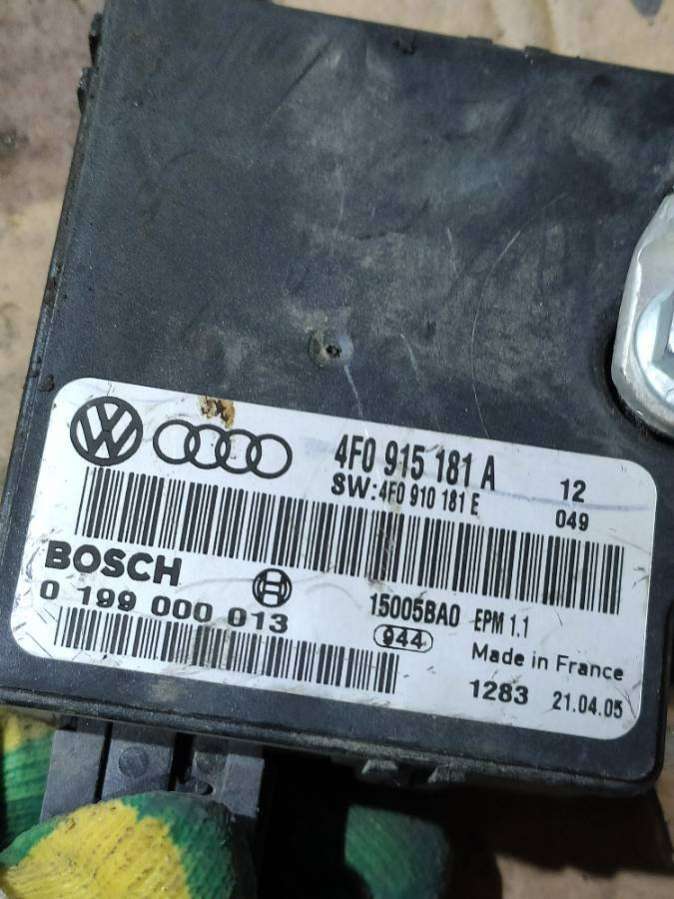 4F0 915 181 A 12
SW:4F0 910 181 E 049
BOSCH
0 199 000 013 15005BA0 EPM 1.1
944 Made in France
1283 21.04.05